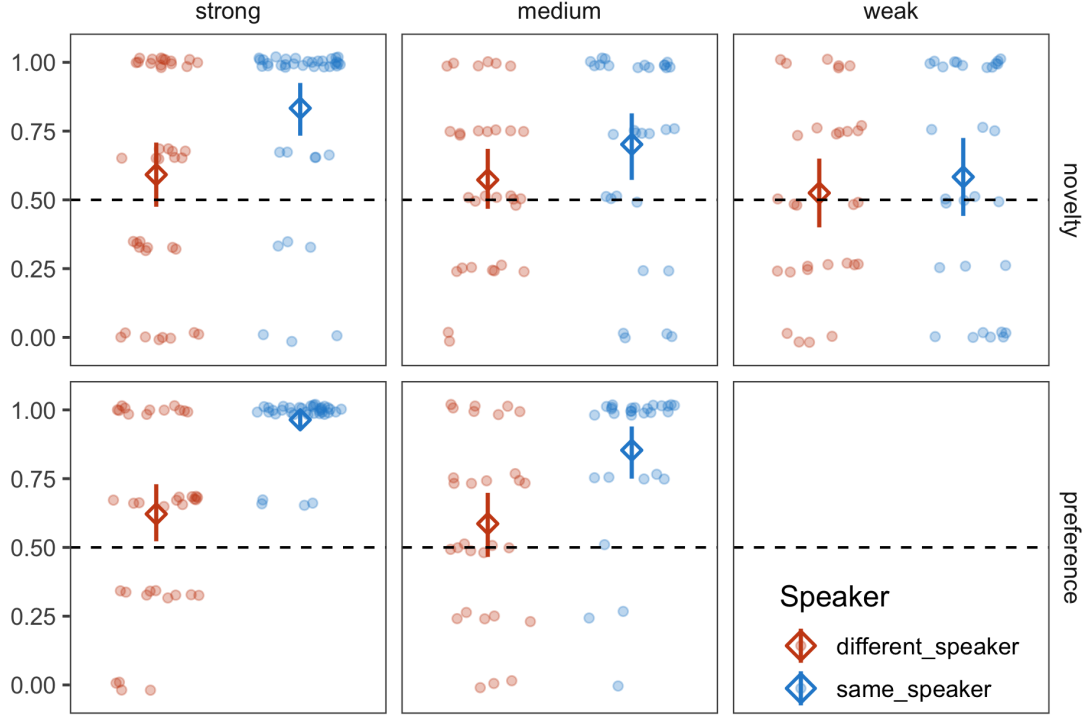 strong medium weak
1.00
0.75
0.50
0.25
0.00
novelty
1.00
0.75
0.50
0.25
0.00
preference
Speaker
different_speaker
same_speaker